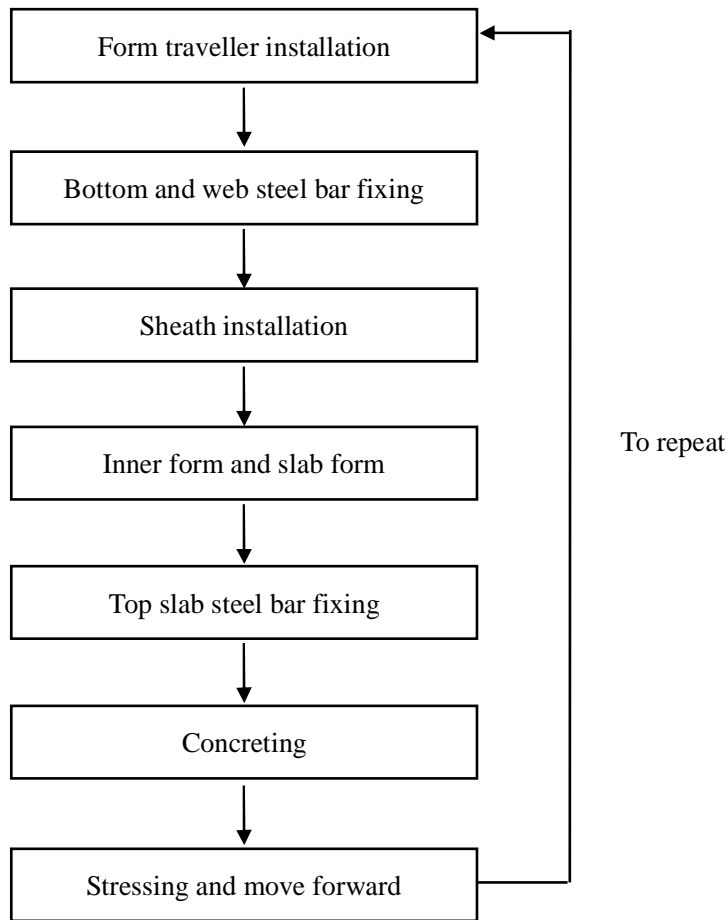 Form traveller installation
Bottom and web steel bar fixing
Sheath installation
Inner form and slab form
To repeat
Top slab steel bar fixing
Concreting
Stressing and move forward